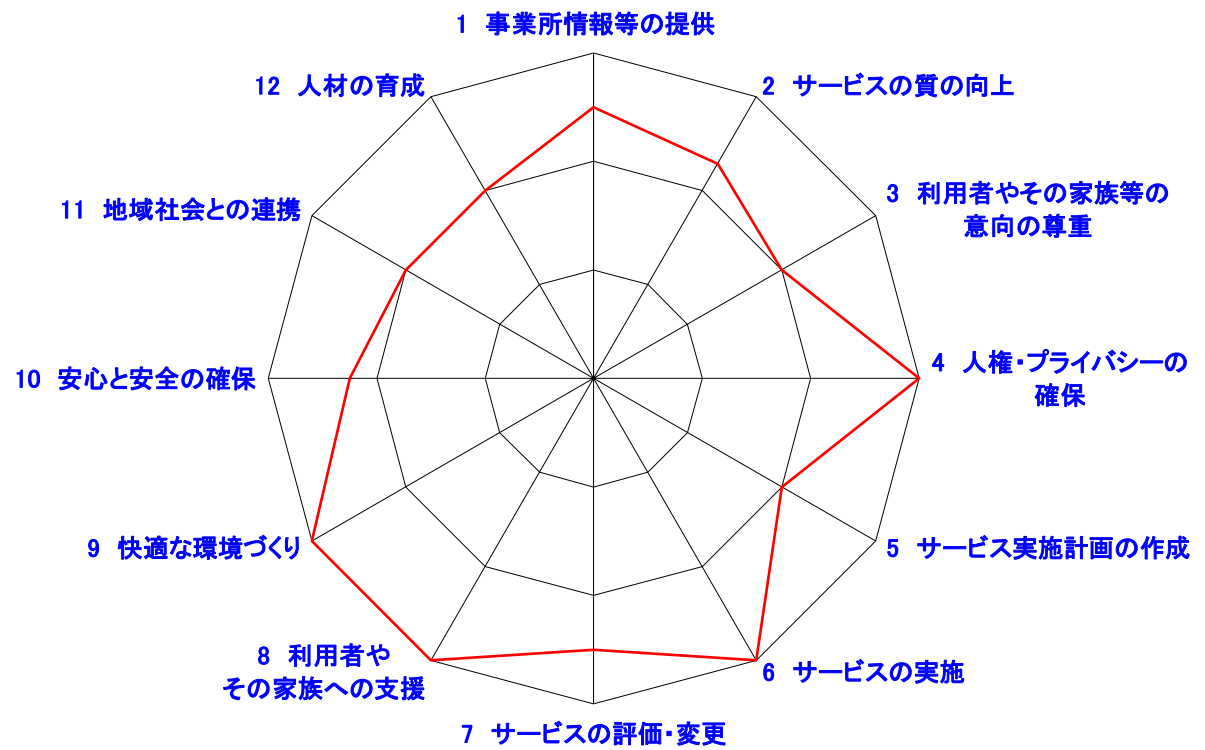 1 事業所情報等の提供
2 サービスの質の向上
3 利用者やその家族等の
意向の尊重
4 人権・プライバシーの
確保
5 サービス実施計画の作成
6 サービスの実施
7 サービスの評価・変更
8 利用者や
その家族への支援
9 快適な環境づくり
10 安心と安全の確保
11 地域社会との連携
12 人材の育成